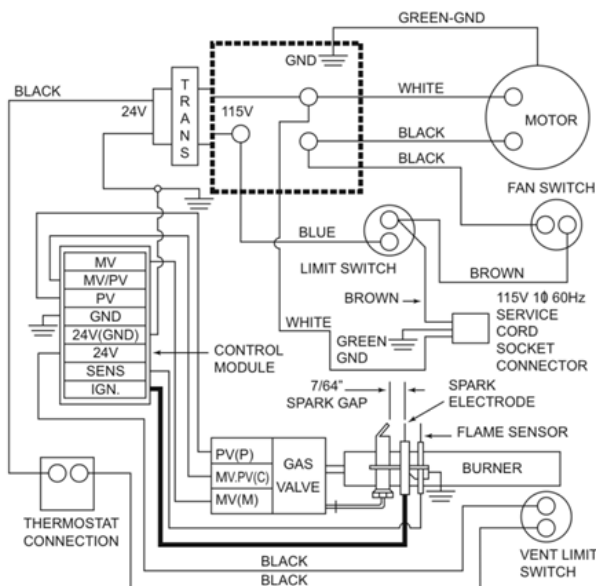 GREEN-GND
GND
BLACK
TRANS
24V
115V
WHITE
MOTOR
BLACK
BLACK
FAN SWITCH
BLUE
LIMIT SWITCH
BROWN
BROWN
115V 1ϕ 60Hz
SERVICE
CORD
SOCKET
CONNECTOR
WHITE
GREEN
GND
MV
MV/PV
PV
GND
24V(GND)
24V
SENS
IGN.
CONTROL
MODULE
7/64"
SPARK GAP
SPARK
ELECTRODE
FLAME SENSOR
PV(P)
MV.PV(C)
MV(M)
GAS
VALVE
BURNER
THERMOSTAT
CONNECTION
VENT LIMIT
SWITCH
BLACK
BLACK